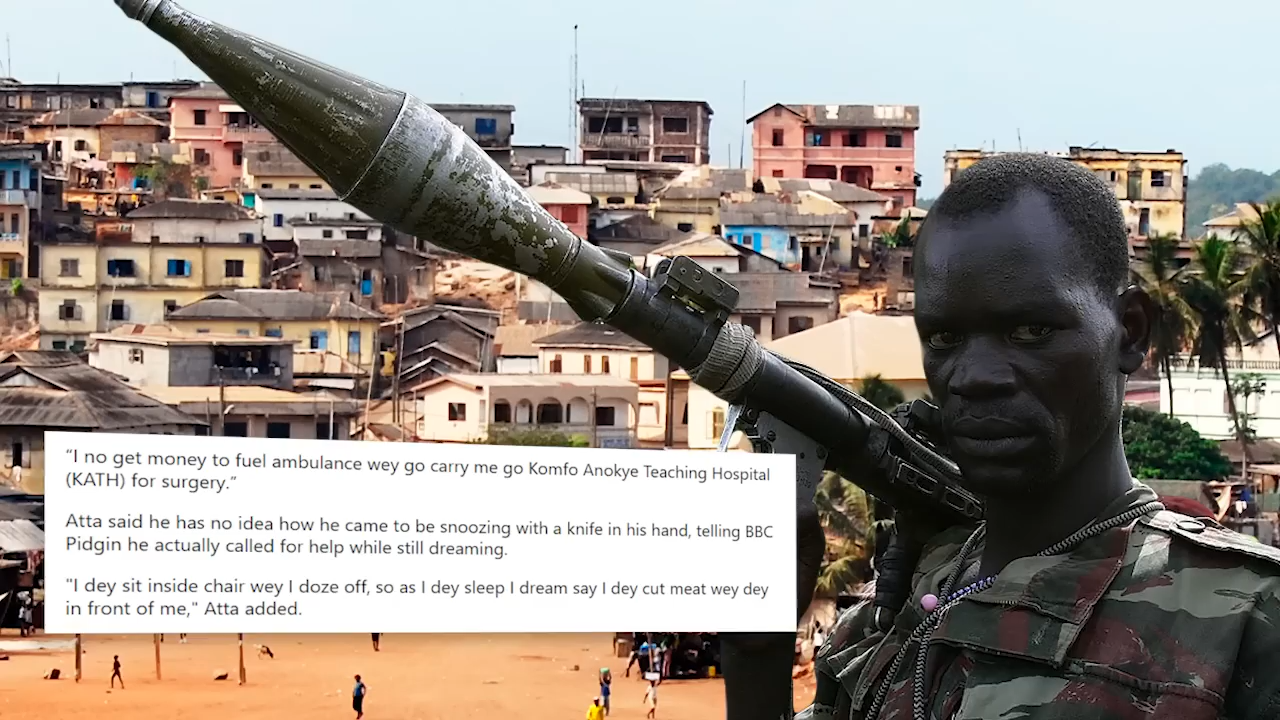 “I no get money to fuel ambulance wey go carry me go Komfo Anokye Teaching Hospital
(KATH) for surgery.”
Atta said he has no idea how he came to be snoozing with a knife in his hand, telling BBC
Pidgin he actually called for help while still dreaming.
"I dey sit inside chair wey I doze off, so as I dey sleep I dream say I dey cut meat wey dey
in front of me," Atta added.